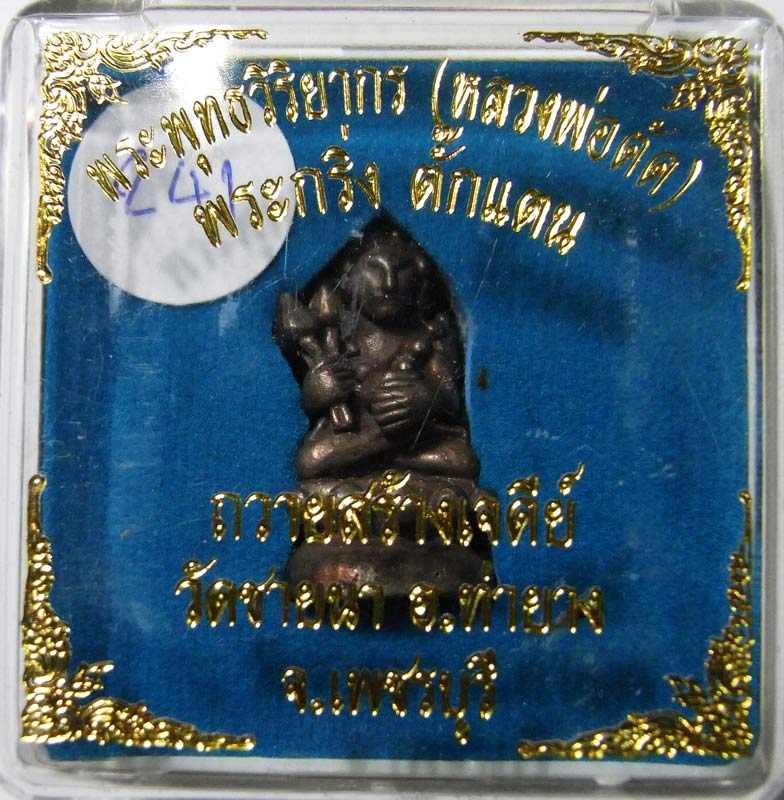 พระพุทธวิริยากร (หลวงพ่อตัด)
พระกริ่ง ตั๊กแตน
241
ถวายสร้างเจดีย์
วัดชายนา อ.ท่ายาง
จ.เพชรบุรี